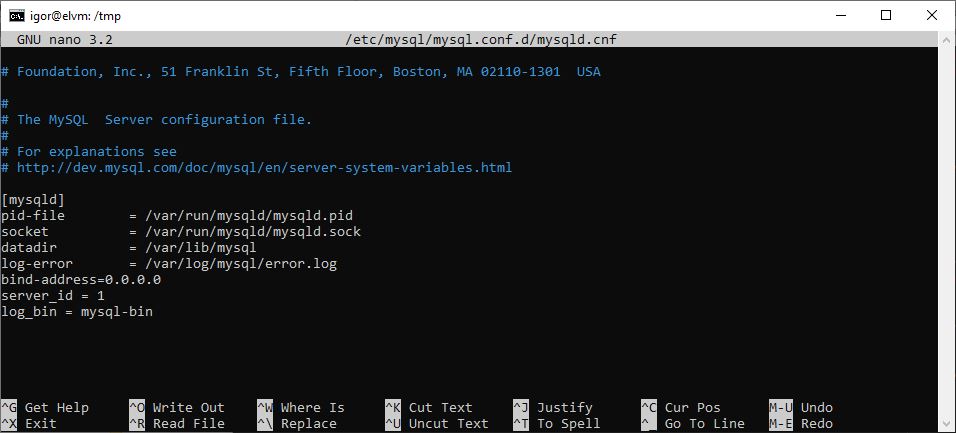 igor@elvm: /tmp
GNU nano 3.2 /etc/mysql/mysql.conf.d/mysqld.cnf
# Foundation, Inc., 51 Franklin St, Fifth Floor, Boston, MA 02110-1301  USA
#
# The MySQL  Server configuration file.
#
# For explanations see
# http://dev.mysql.com/doc/mysql/en/server-system-variables.html
[mysqld]
pid-file        = /var/run/mysqld/mysqld.pid
socket          = /var/run/mysqld/mysqld.sock
datadir         = /var/lib/mysql
log-error       = /var/log/mysql/error.log
bind-address=0.0.0.0
server_id = 1
log_bin = mysql-bin
^G Get Help ^O Write Out ^W Where Is ^K Cut Text ^J Justify ^C Cur Pos M-U Undo
^X Exit ^R Read File ^\ Replace ^U Uncut Text ^T To Spell ^_ Go To Line M-E Redo